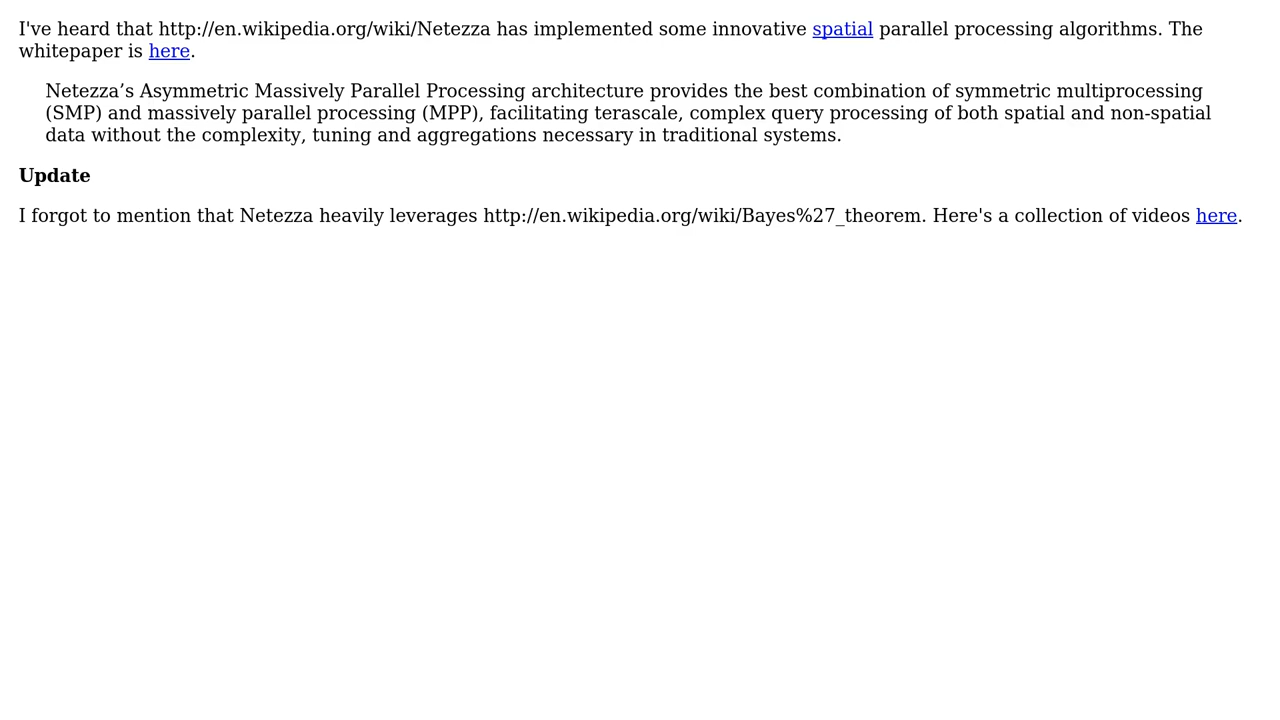 I've heard that http://en.wikipedia.org/wiki/Netezza has implemented some innovative spatial parallel processing algorithms. The
whitepaper is here.
Netezza’s Asymmetric Massively Parallel Processing architecture provides the best combination of symmetric multiprocessing
(SMP) and massively parallel processing (MPP), facilitating terascale, complex query processing of both spatial and non-spatial
data without the complexity, tuning and aggregations necessary in traditional systems.
Update
I forgot to mention that Netezza heavily leverages http://en.wikipedia.org/wiki/Bayes%27_theorem. Here's a collection of videos here.